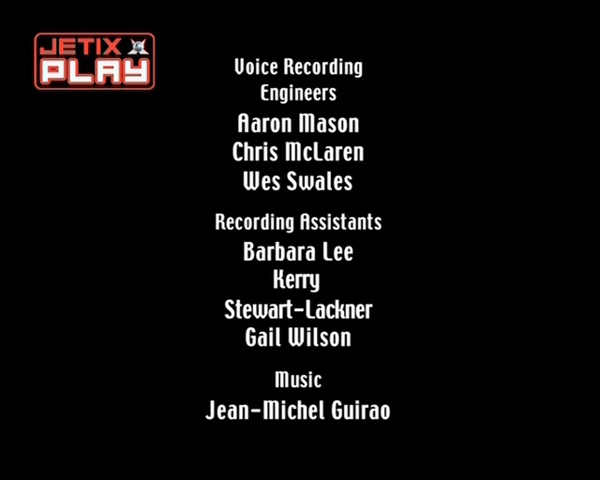 JETIX
PLAY
Voice Recording
Engineers
Aaron Mason
Chris McLaren
Wes Swales
Recording Assistants
Barbara Lee
Kerry
Stewart-Lackner
Gail Wilson
Music
Jean-Michel Guirao